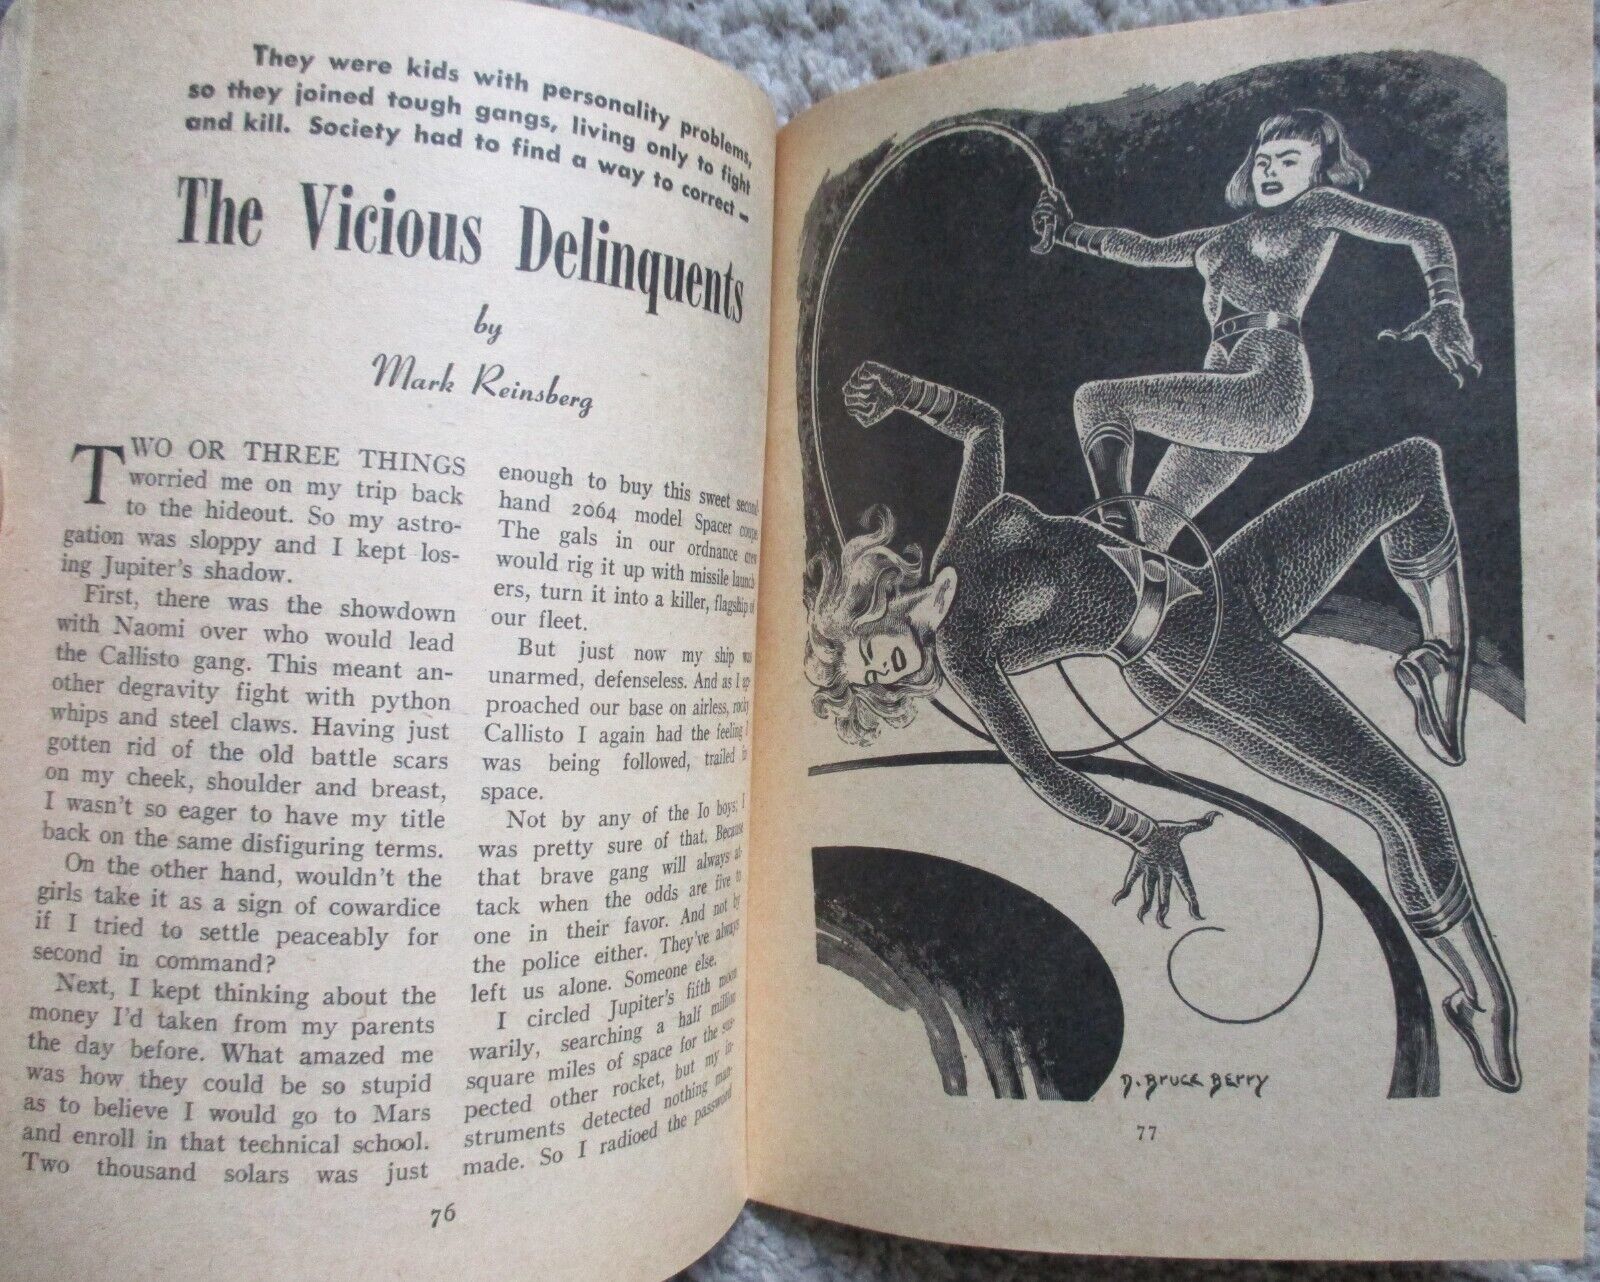 They were kids with personality problems,
so they joined tough gangs, living only to fight
and kill. Society had to find a way to correct —
The Vicious Delinquents
by
Mark Reinsberg
TWO OR THREE THINGS
worried me on my trip back
to the hideout. So my astro-
gation was sloppy and I kept los-
ing Jupiter's shadow.
First, there was the showdown
with Naomi over who would lead
the Callisto gang. This meant an-
other degravity fight with python
whips and steel claws. Having just
gotten rid of the old battle scars
on my cheek, shoulder and breast,
I wasn't so eager to have my title
back on the same disfiguring terms.
On the other hand, wouldn't the
girls take it as a sign of cowardice
if I tried to settle peaceably for
second in command?
Next, I kept thinking about the
money I'd taken from my parents
the day before. What amazed me
was how they could be so stupid
as to believe I would go to Mars
and enroll in that technical school.
Two thousand solars was just
enough to buy this sweet second-
hand 2064 model Spacer coupe.
The gals in our ordnance crew
would rig it up with missile launch-
ers, turn it into a killer, flagship of
our fleet.
But just now my ship was
unarmed, defenseless. And as I ap-
proached our base on airless, rocky
Callisto I again had the feeling I
was being followed, trailed in
space.
Not by any of the Io boys; I
was pretty sure of that. Because
that brave gang will always at-
tack when the odds are five to
one in their favor. And not by
the police either. They've always
left us alone. Someone else.
I circled Jupiter's fifth moon
warily, searching a half million
square miles of space for the sus-
pected other rocket, but my in-
struments detected nothing man-
made. So I radioed the password
76
D. BRUCE BERRY
77